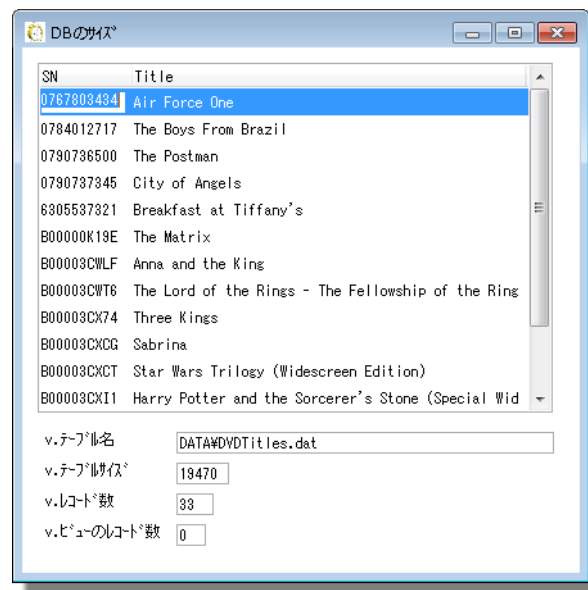 DBのｻｲｽﾞ
SN Title
0767803434 Air Force One
0784012717 The Boys From Brazil
0790736500 The Postman
0790737345 City of Angels
6305537321 Breakfast at Tiffany's
B00000K19E The Matrix
B00003CWLF Anna and the King
B00003CWT6 The Lord of the Rings - The Fellowship of the Ring
B00003CX74 Three Kings
B00003CXCG Sabrina
B00003CXCT Star Wars Trilogy (Widescreen Edition)
B00003CXI1 Harry Potter and the Sorcerer's Stone (Special Wid
v.ﾃｰﾌﾞﾙ名 DATA¥DVDTitles.dat
v.ﾃｰﾌﾞﾙｻｲｽﾞ 19470
v.ﾚｺｰﾄﾞ数 33
v.ﾋﾞｭｰのﾚｺｰﾄﾞ数 0